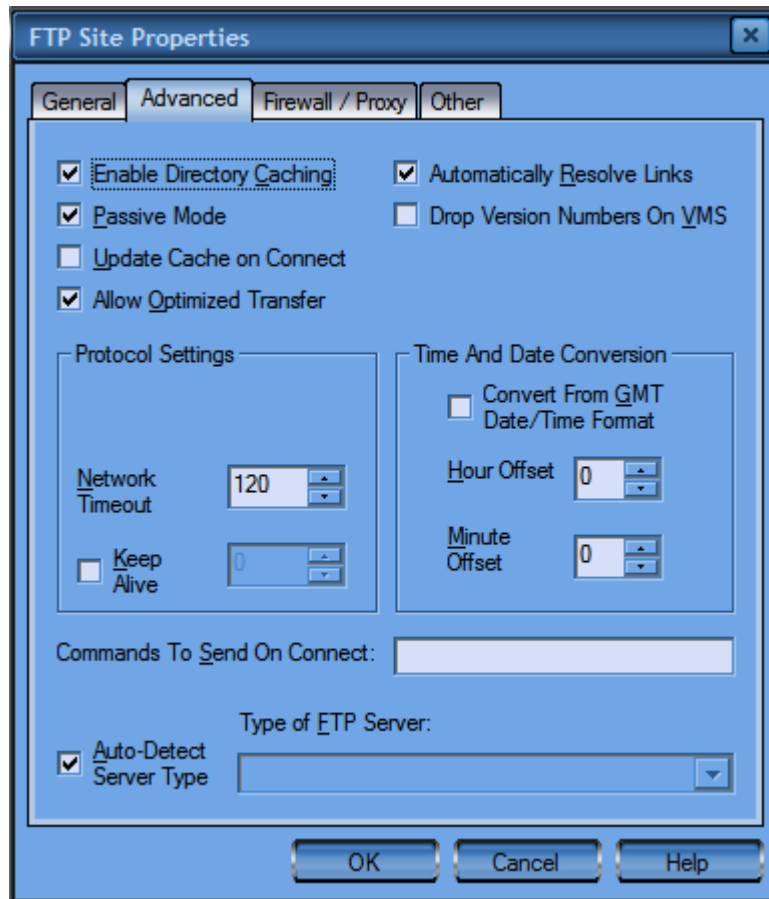 FTP Site Properties
General
Advanced
Firewall / Proxy
Other
Enable Directory Caching
Automatically Resolve Links
Passive Mode
Drop Version Numbers On VMS
Update Cache on Connect
Allow Optimized Transfer
Protocol Settings
Network
Timeout
120
Keep
Alive
0
Time And Date Conversion
Convert From GMT
Date/Time Format
Hour Offset
0
Minute
Offset
0
Commands To Send On Connect:
Type of FTP Server:
Auto-Detect
Server Type
OK
Cancel
Help